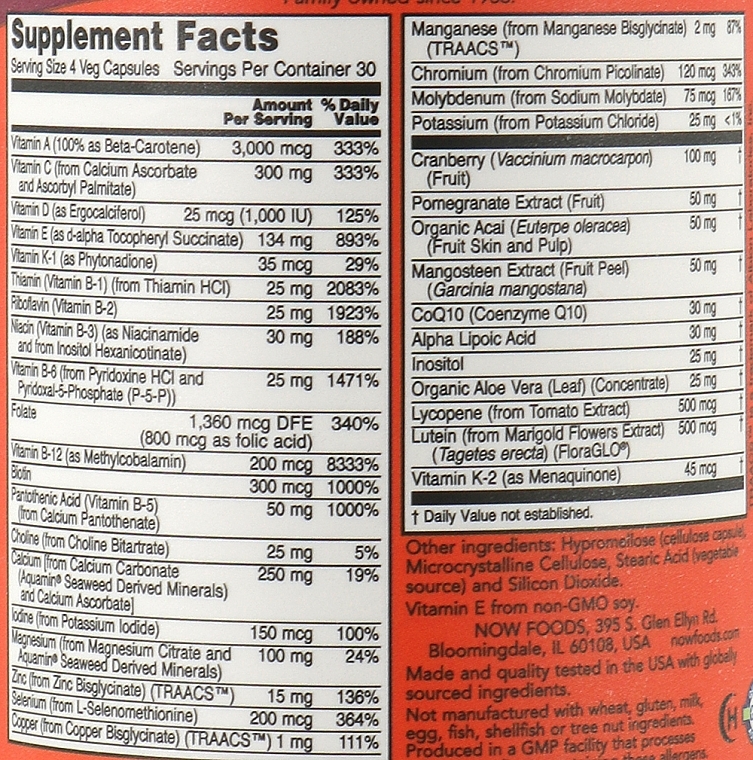 Family owned since 1968.
Supplement Facts
Serving Size 4 Veg Capsules Servings Per Container 30
Amount % Daily
Per Serving Value
Vitamin A (100% as Beta-Carotene) 3,000 mcg 333%
Vitamin C (from Calcium Ascorbate 300 mg 333%
and Ascorbyl Palmitate)
Vitamin D (as Ergocalciferol) 25 mcg (1,000 IU) 125%
Vitamin E (as d-alpha Tocopheryl Succinate) 134 mg 893%
Vitamin K-1 (as Phytonadione) 35 mcg 29%
Thiamin (Vitamin B-1) (from Thiamin HCl) 25 mg 2083%
Riboflavin (Vitamin B-2) 25 mg 1923%
Niacin (Vitamin B-3) (as Niacinamide 30 mg 188%
and from Inositol Hexanicotinate)
Vitamin B-6 (from Pyridoxine HCl and 25 mg 1471%
Pyridoxal-5-Phosphate (P-5-P))
Folate 1,360 mcg DFE 340%
(800 mcg as folic acid)
Vitamin B-12 (as Methylcobalamin) 200 mcg 8333%
Biotin 300 mcg 1000%
Pantothenic Acid (Vitamin B-5) 50 mg 1000%
(from Calcium Pantothenate)
Choline (from Choline Bitartrate) 25 mg 5%
Calcium [from Calcium Carbonate 250 mg 19%
(Aquamin® Seaweed Derived Minerals)
and Calcium Ascorbate]
Iodine (from Potassium Iodide) 150 mcg 100%
Magnesium (from Magnesium Citrate and 100 mg 24%
Aquamin® Seaweed Derived Minerals)
Zinc (from Zinc Bisglycinate) (TRAACS™) 15 mg 136%
Selenium (from L-Selenomethionine) 200 mcg 364%
Copper (from Copper Bisglycinate) (TRAACS™) 1 mg 111%
Manganese (from Manganese Bisglycinate) 2 mg 87%
(TRAACS™)
Chromium (from Chromium Picolinate) 120 mcg 343%
Molybdenum (from Sodium Molybdate) 75 mcg 167%
Potassium (from Potassium Chloride) 25 mg <1%
Cranberry (Vaccinium macrocarpon) 100 mg †
(Fruit)
Pomegranate Extract (Fruit) 50 mg †
Organic Acai (Euterpe oleracea) 50 mg †
(Fruit Skin and Pulp)
Mangosteen Extract (Fruit Peel) 50 mg †
(Garcinia mangostana)
CoQ10 (Coenzyme Q10) 30 mg †
Alpha Lipoic Acid 30 mg †
Inositol 25 mg †
Organic Aloe Vera (Leaf) (Concentrate) 25 mg †
Lycopene (from Tomato Extract) 500 mcg †
Lutein (from Marigold Flowers Extract) 500 mcg †
(Tagetes erecta) (FloraGLO®)
Vitamin K-2 (as Menaquinone) 45 mcg †
† Daily Value not established.
Other ingredients: Hypromellose (cellulose capsule),
Microcrystalline Cellulose, Stearic Acid (vegetable
source) and Silicon Dioxide.
Vitamin E from non-GMO soy.
NOW FOODS, 395 S. Glen Ellyn Rd.
Bloomingdale, IL 60108, USA nowfoods.com
Made and quality tested in the USA with globally
sourced ingredients.
Not manufactured with wheat, gluten, milk,
egg, fish, shellfish or tree nut ingredients.
Produced in a GMP facility that processes
these allergens.